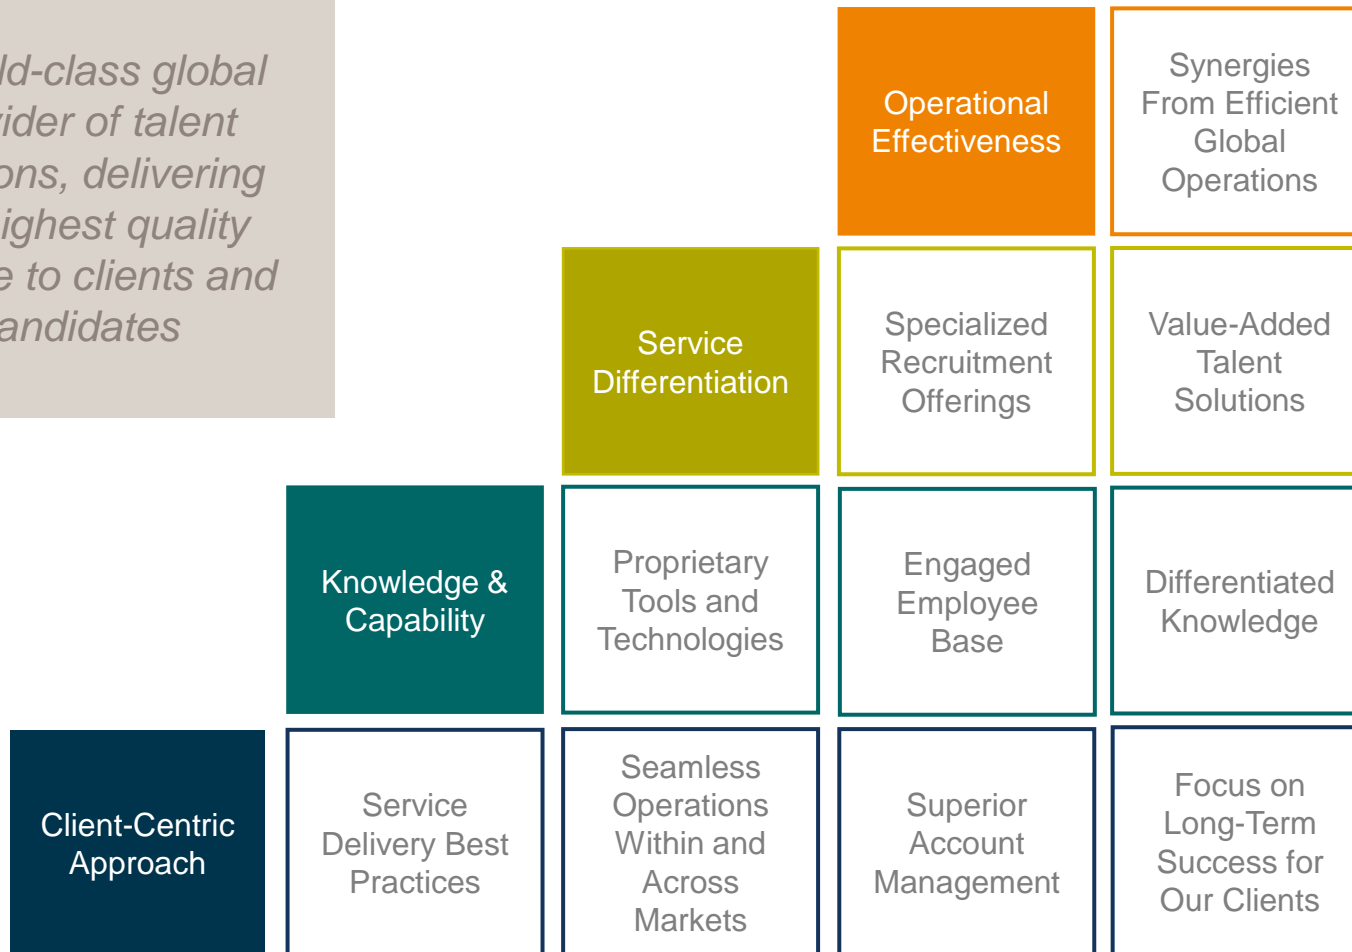 ld-class global
vider of talent
ons, delivering
ighest quality
e to clients and
andidates
Operational
Effectiveness
Synergies
From Efficient
Global
Operations
Service
Differentiation
Specialized
Recruitment
Offerings
Value-Added
Talent
Solutions
Knowledge &
Capability
Proprietary
Tools and
Technologies
Engaged
Employee
Base
Differentiated
Knowledge
Client-Centric
Approach
Service
Delivery Best
Practices
Seamless
Operations
Within and
Across
Markets
Superior
Account
Management
Focus on
Long-Term
Success for
Our Clients